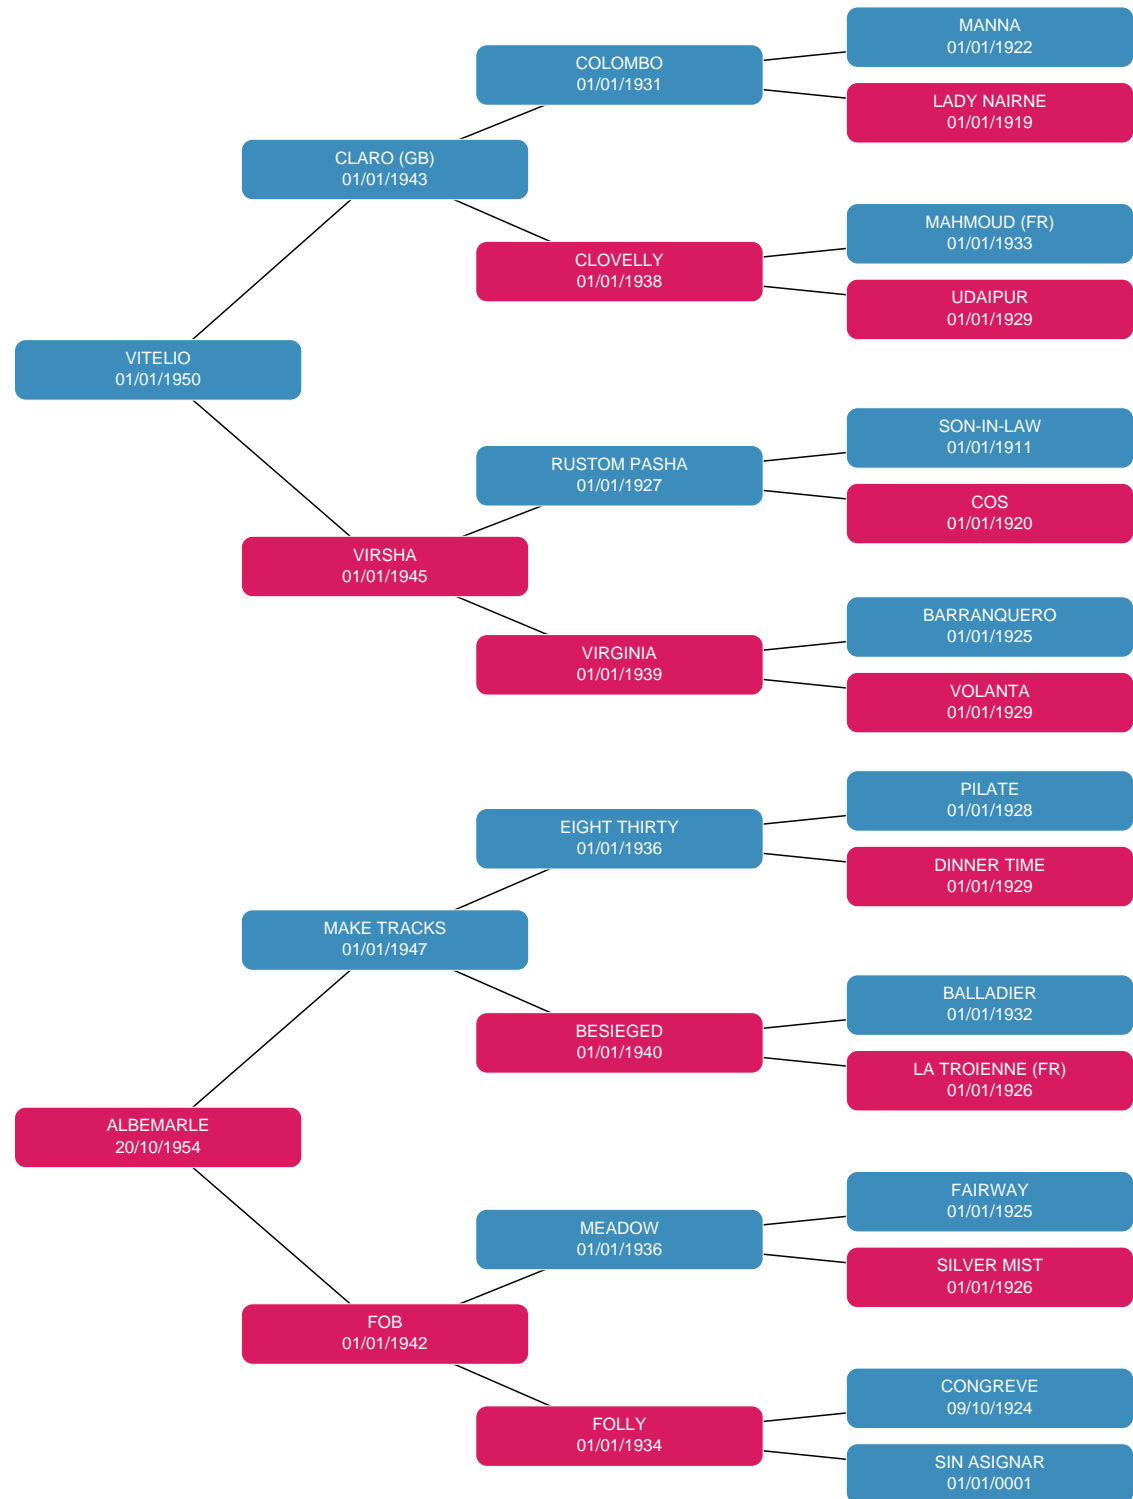 MANNA
01/01/1922
COLOMBO
01/01/1931
LADY NAIRNE
01/01/1919
CLARO (GB)
01/01/1943
MAHMOUD (FR)
01/01/1933
CLOVELLY
01/01/1938
UDAIPUR
01/01/1929
VITELIO
01/01/1950
SON-IN-LAW
01/01/1911
RUSTOM PASHA
01/01/1927
COS
01/01/1920
VIRSHA
01/01/1945
BARRANQUERO
01/01/1925
VIRGINIA
01/01/1939
VOLANTA
01/01/1929
PILATE
01/01/1928
EIGHT THIRTY
01/01/1936
DINNER TIME
01/01/1929
MAKE TRACKS
01/01/1947
BALLADIER
01/01/1932
BESIEGED
01/01/1940
LA TROIENNE (FR)
01/01/1926
ALBEMARLE
20/10/1954
FAIRWAY
01/01/1925
MEADOW
01/01/1936
SILVER MIST
01/01/1926
FOB
01/01/1942
CONGREVE
09/10/1924
FOLLY
01/01/1934
SIN ASIGNAR
01/01/0001